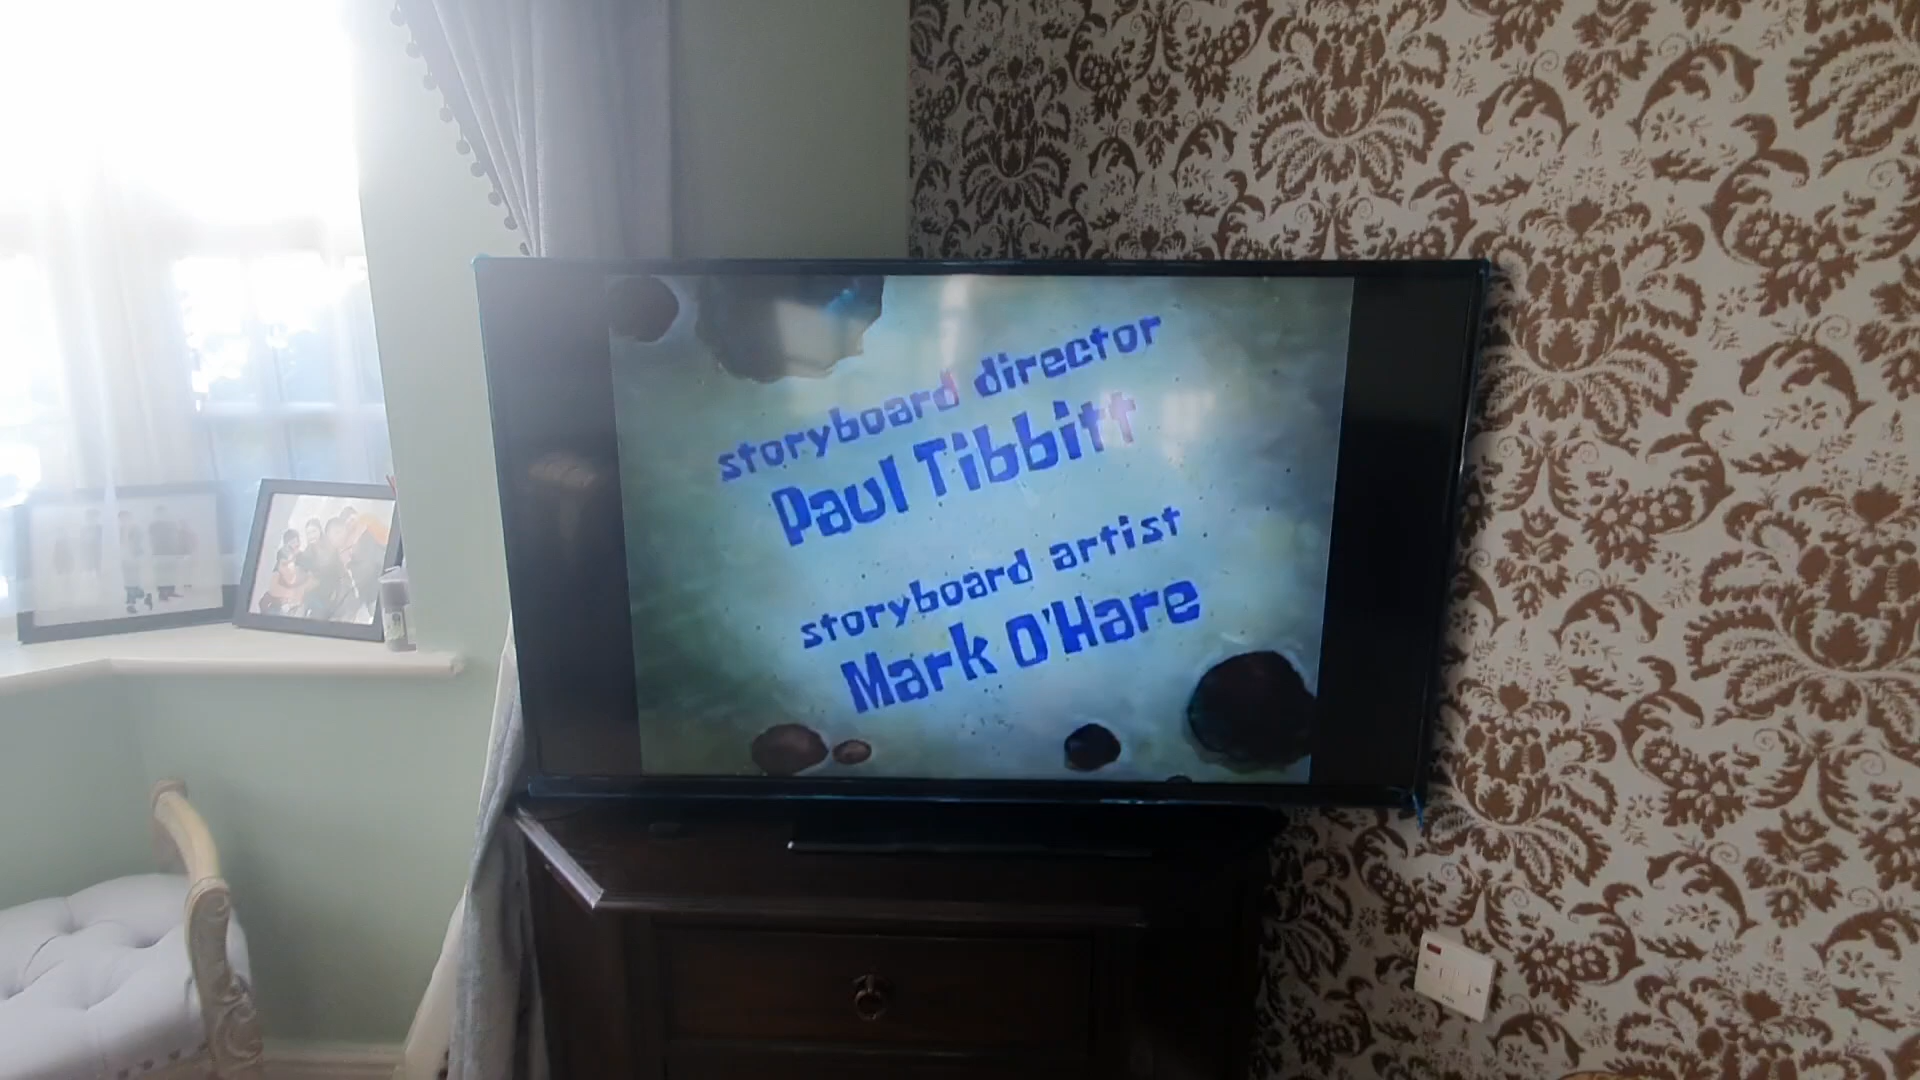 storyboard director
Paul Tibbitt
storyboard artist
Mark O'Hare